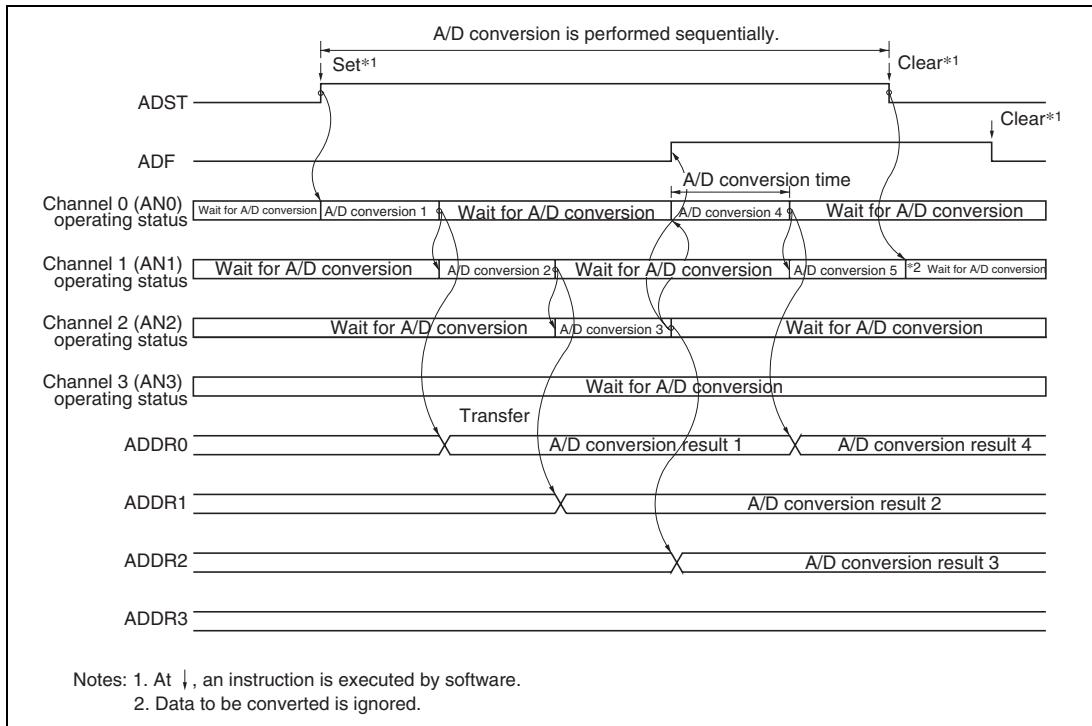 A/D conversion is performed sequentially.
Set*1
Clear*1
ADST
Clear*1
ADF
A/D conversion time
Channel 0 (AN0)
operating status
Wait for A/D conversion
A/D conversion 1
Wait for A/D conversion
A/D conversion 4
Wait for A/D conversion
Channel 1 (AN1)
operating status
Wait for A/D conversion
A/D conversion 2
Wait for A/D conversion
A/D conversion 5
*2
Wait for A/D conversion
Channel 2 (AN2)
operating status
Wait for A/D conversion
A/D conversion 3
Wait for A/D conversion
Channel 3 (AN3)
operating status
Wait for A/D conversion
Transfer
ADDR0
A/D conversion result 1
A/D conversion result 4
ADDR1
A/D conversion result 2
ADDR2
A/D conversion result 3
ADDR3
Notes: 1. At ↓, an instruction is executed by software.
2. Data to be converted is ignored.